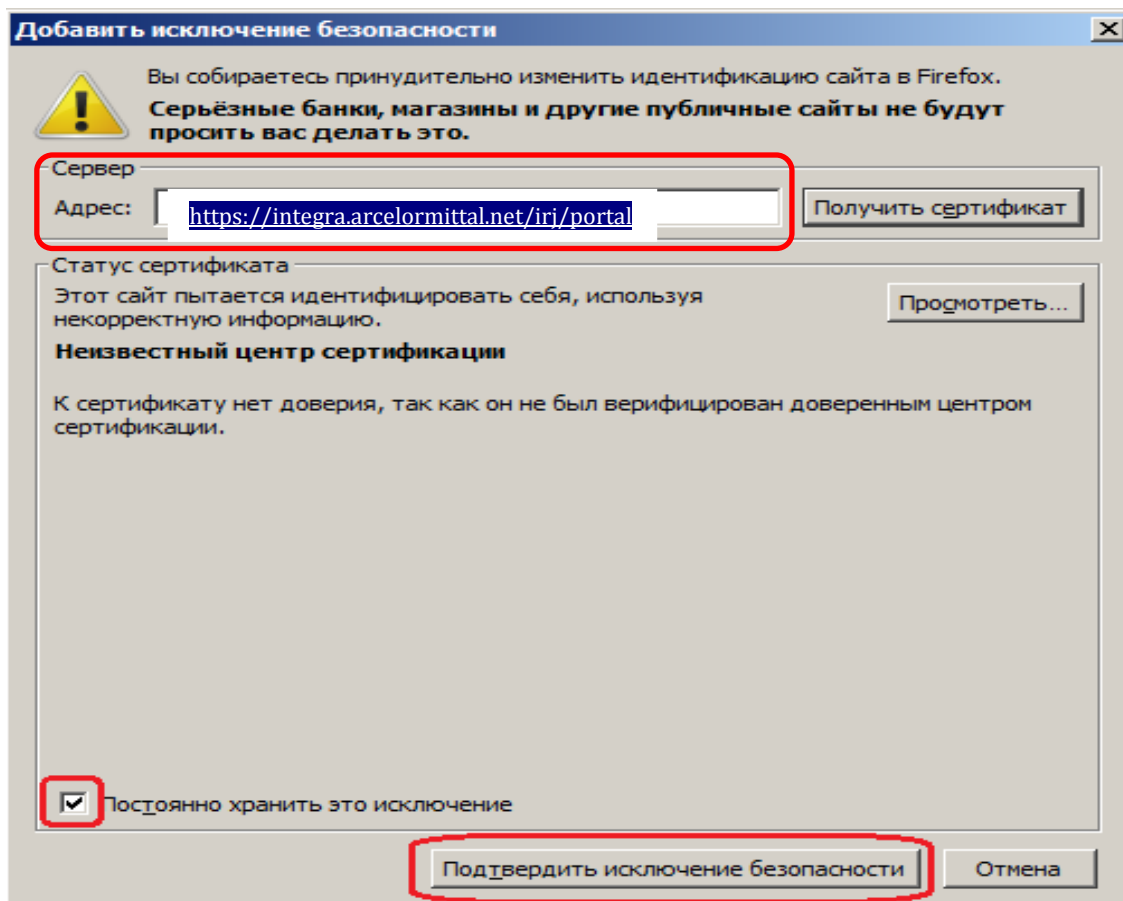 Добавить исключение безопасности
Вы собираетесь принудительно изменить идентификацию сайта в Firefox.
Серьёзные банки, магазины и другие публичные сайты не будут
просить вас делать это.
Сервер
Адрес: https://integra.arcelormittal.net/irj/portal Получить сертификат
Статус сертификата
Этот сайт пытается идентифицировать себя, используя
некорректную информацию.
Просмотреть...
Неизвестный центр сертификации
К сертификату нет доверия, так как он не был верифицирован доверенным центром
сертификации.
Постоянно хранить это исключение
Подтвердить исключение безопасности Отмена